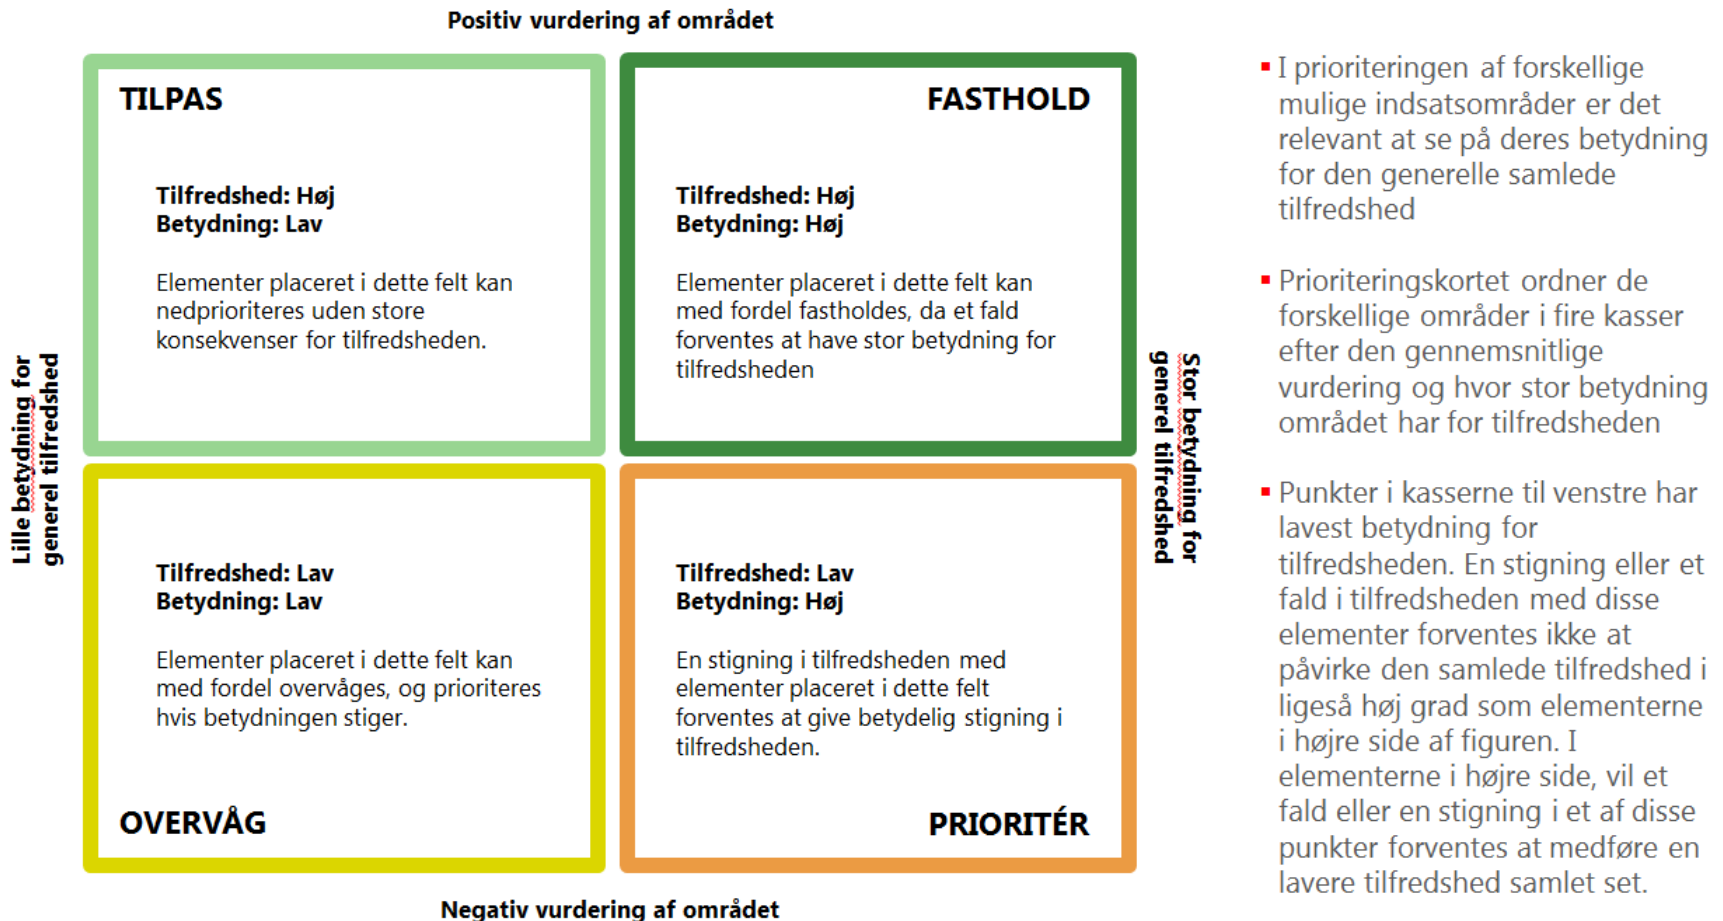 Positiv vurdering af området
TILPAS
Tilfredshed: Høj
Betydning: Lav
Elementer placeret i dette felt kan
nedprioriteres uden store
konsekvenser for tilfredsheden.
FASTHOLD
Tilfredshed: Høj
Betydning: Høj
Elementer placeret i dette felt kan
med fordel fastholdes, da et fald
forventes at have stor betydning for
tilfredsheden
Lille betydning for
generel tilfredshed
Stor betydning for
generel tilfredshed
Tilfredshed: Lav
Betydning: Lav
Elementer placeret i dette felt kan
med fordel overvåges, og prioriteres
hvis betydningen stiger.
OVERVÅG
Tilfredshed: Lav
Betydning: Høj
En stigning i tilfredsheden med
elementer placeret i dette felt
forventes at give betydelig stigning i
tilfredsheden.
PRIORITÉR
Negativ vurdering af området
▪ I prioriteringen af forskellige
mulige indsatsområder er det
relevant at se på deres betydning
for den generelle samlede
tilfredshed
▪ Prioriteringskortet ordner de
forskellige områder i fire kasser
efter den gennemsnitlige
vurdering og hvor stor betydning
området har for tilfredsheden
▪ Punkter i kasserne til venstre har
lavest betydning for
tilfredsheden. En stigning eller et
fald i tilfredsheden med disse
elementer forventes ikke at
påvirke den samlede tilfredshed i
ligeså høj grad som elementerne
i højre side af figuren. I
elementerne i højre side, vil et
fald eller en stigning i et af disse
punkter forventes at medføre en
lavere tilfredshed samlet set.